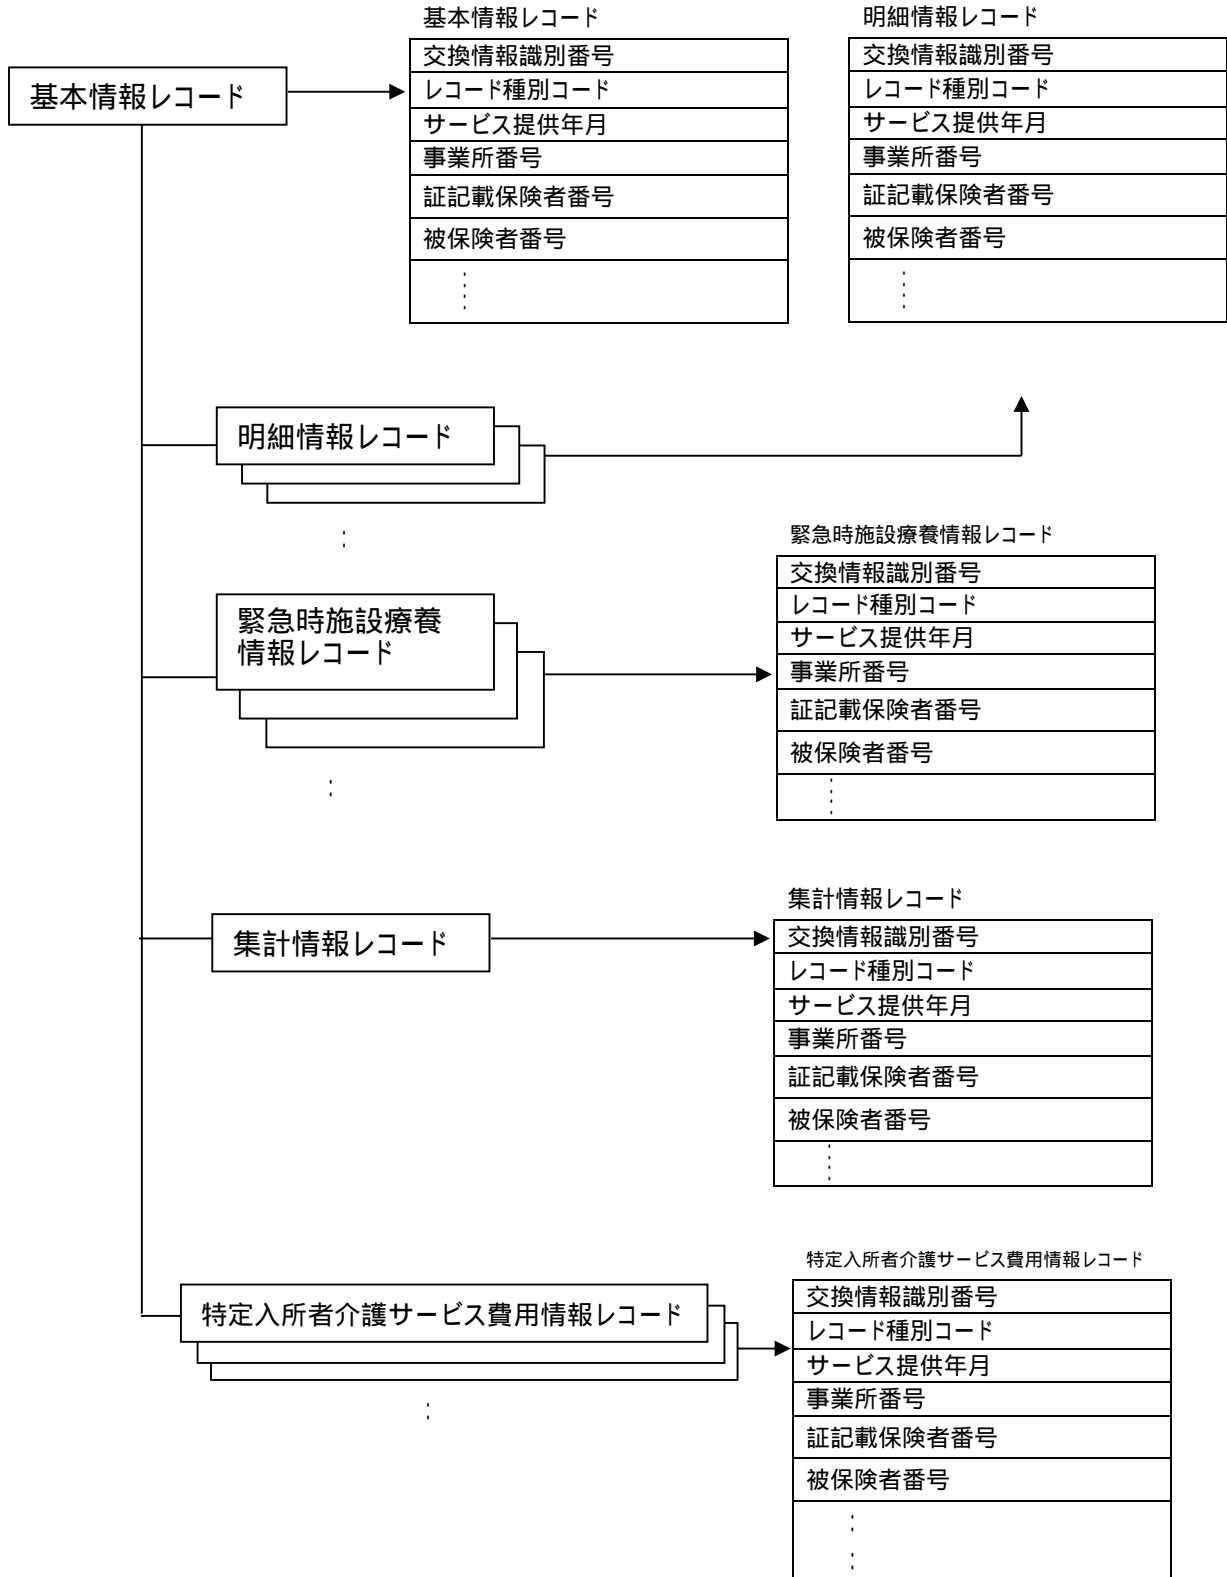 基本情報レコード
明細情報レコード
基本情報レコード
交換情報識別番号
レコード種別コード
サービス提供年月
事業所番号
証記載保険者番号
被保険者番号
交換情報識別番号
レコード種別コード
サービス提供年月
事業所番号
証記載保険者番号
被保険者番号
明細情報レコード
緊急時施設療養情報レコード
緊急時施設療養
情報レコード
交換情報識別番号
レコード種別コード
サービス提供年月
事業所番号
証記載保険者番号
被保険者番号
集計情報レコード
集計情報レコード
交換情報識別番号
レコード種別コード
サービス提供年月
事業所番号
証記載保険者番号
被保険者番号
特定入所者介護サービス費用情報レコード
特定入所者介護サービス費用情報レコード
交換情報識別番号
レコード種別コード
サービス提供年月
事業所番号
証記載保険者番号
被保険者番号